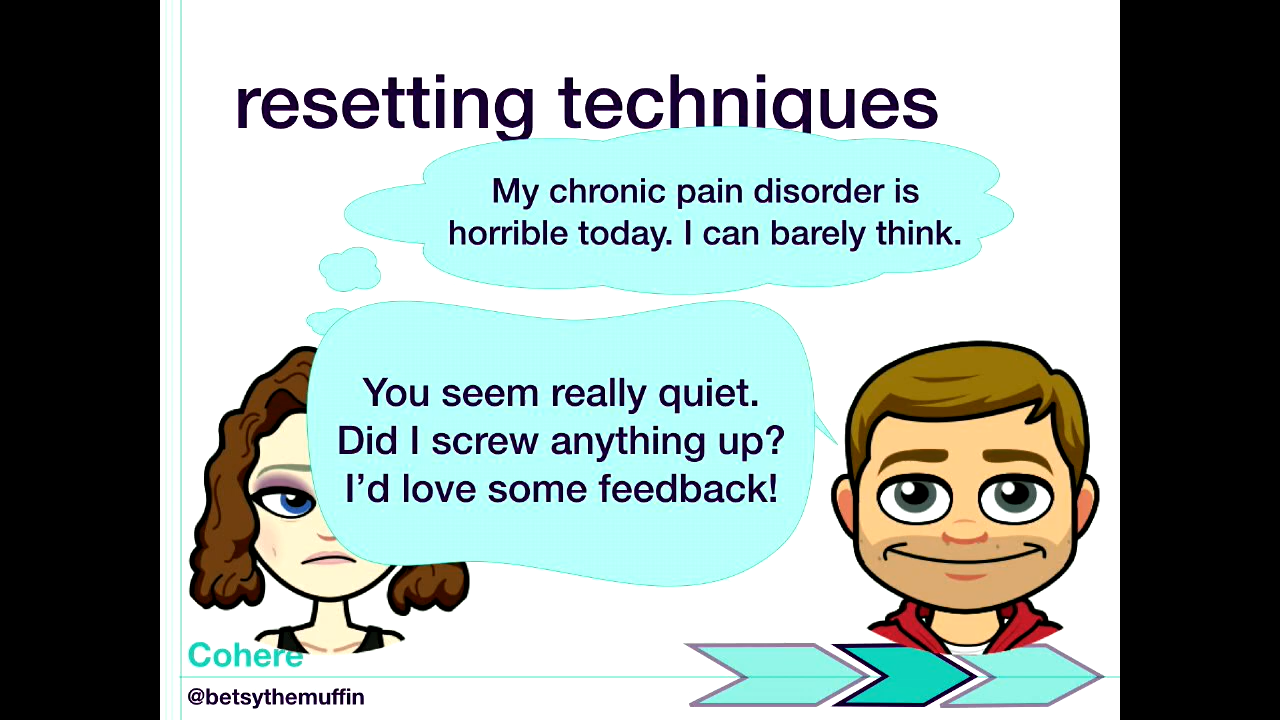 resetting techniques
My chronic pain disorder is
horrible today. I can barely think.
You seem really quiet.
Did I screw anything up?
I’d love some feedback!
Cohere
@betsythemuffin